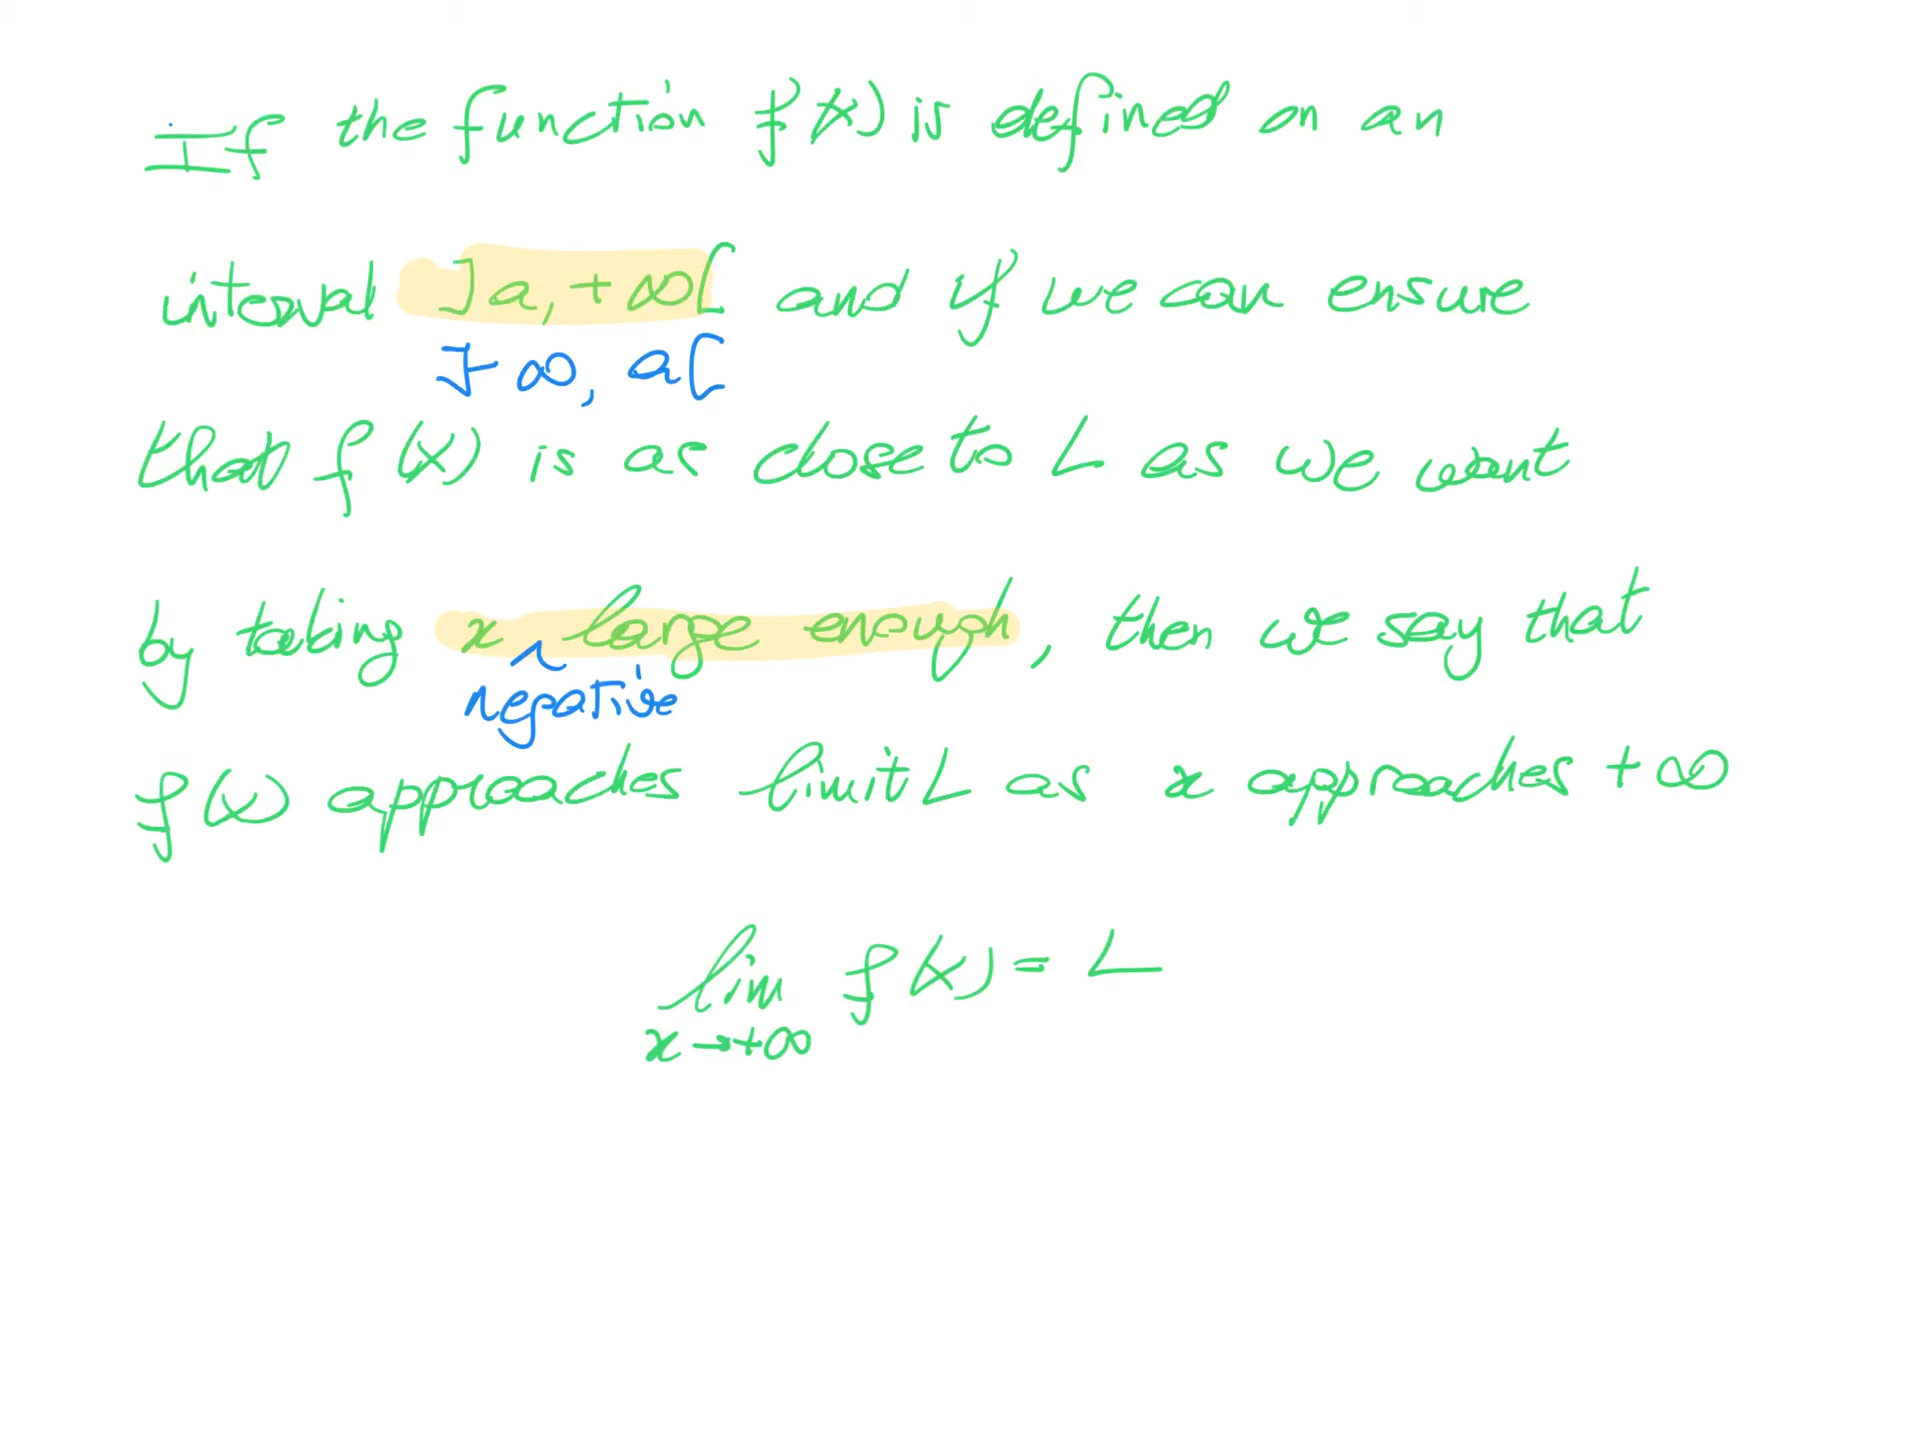 If the function f(x) is defined on an
interval ]a, +∞[ and if we can ensure
]-∞, a[
that f(x) is as close to L as we want
by taking x large enough, then we say that
negative
f(x) approaches limit L as x approaches +∞
lim f(x) = L
x→+∞